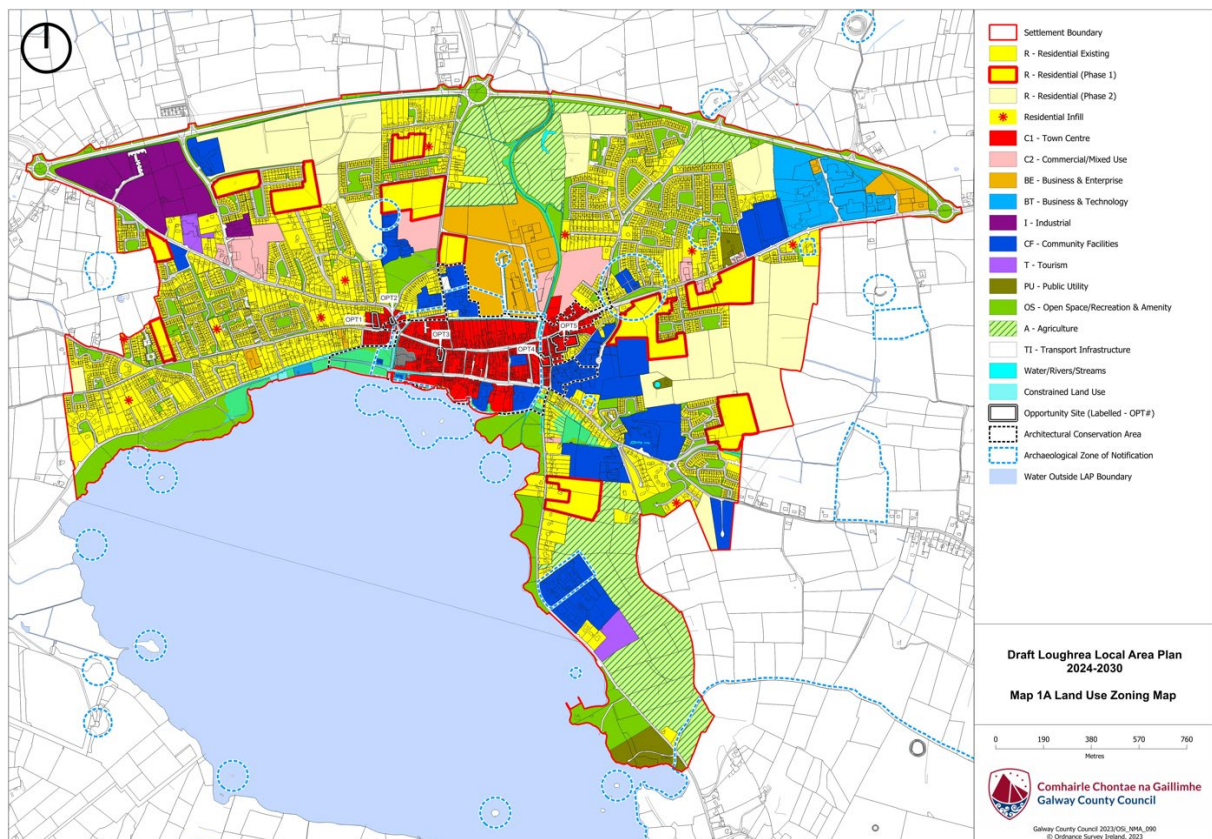 OPT2
OPT1
OPT3
OPT5
OPT4
Settlement Boundary
R - Residential Existing
R - Residential (Phase 1)
R - Residential (Phase 2)
Residential Infill
C1 - Town Centre
C2 - Commercial/Mixed Use
BE - Business & Enterprise
BT - Business & Technology
I - Industrial
CF - Community Facilities
T - Tourism
PU - Public Utility
OS - Open Space/Recreation & Amenity
A - Agriculture
TI - Transport Infrastructure
Water/Rivers/Streams
Constrained Land Use
Opportunity Site (Labelled - OPT#)
Architectural Conservation Area
Archaeological Zone of Notification
Water Outside LAP Boundary
Draft Loughrea Local Area Plan
2024-2030
Map 1A Land Use Zoning Map
0 190 380 570 760
Metres
Comhairle Chontae na Gaillimhe
Galway County Council
Galway County Council 2023/OSi_NMA_090
© Ordnance Survey Ireland, 2023